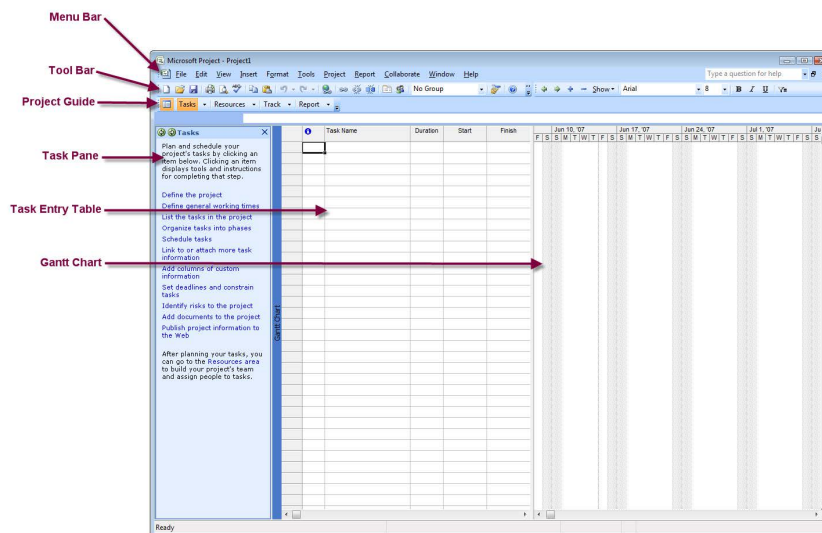 Menu Bar
Microsoft Project - Project1
File Edit View Insert Format Tools Project Report Collaborate Window Help
Type a question for help
Tool Bar
No Group
Show
Arial
8
B I U
Project Guide
Tasks Resources Track Report
Tasks
Task Name Duration Start Finish
Jun 10, '07 Jun 17, '07 Jun 24, '07 Jul 1, '07 Ju
F S S M T W T F S S M T W T F S S M T W T F S S M T W T F S S
Task Pane
Plan and schedule your
project's tasks by clicking an
item below. Clicking an item
displays tools and instructions
for completing that step.
Define the project
Define general working times
Task Entry Table
List the tasks in the project
Organize tasks into phases
Schedule tasks
Link to or attach more task
information
Gantt Chart
Add columns of custom
information
Set deadlines and constrain
tasks
Identify risks to the project
Add documents to the project
Publish project information to
the Web
Gantt Chart
After planning your tasks, you
can go to the Resources area
to build your project's team
and assign people to tasks.
Ready